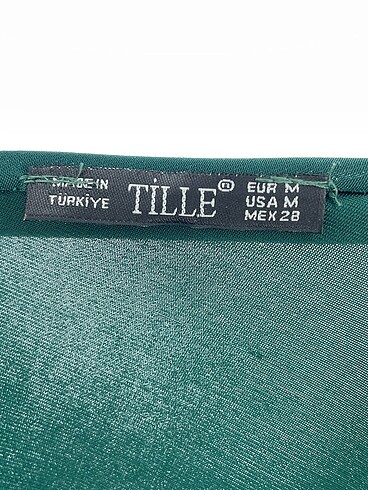 MADE IN
TÜRKİYE
TİLLE®
EUR M
USA M
MEX 28